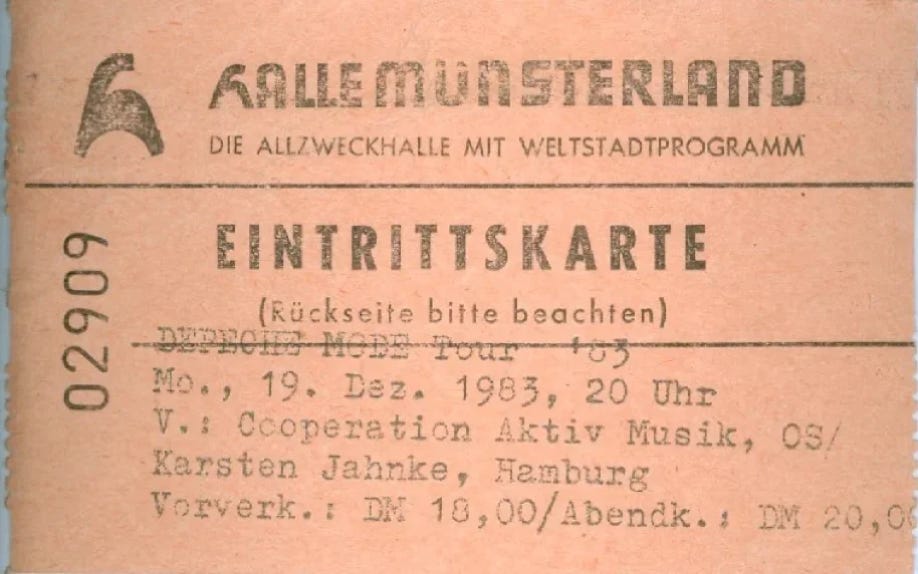 HALLE MÜNSTERLAND
DIE ALLZWECKHALLE MIT WELTSTADTPROGRAMM
EINTRITTSKARTE
(Rückseite bitte beachten)
DEPECHE MODE Tour '83
Mo., 19. Dez. 1983, 20 Uhr
V.: Cooperation Aktiv Musik, OS/
Karsten Jahnke, Hamburg
Vorverk.: DM 18,00/Abendk.: DM 20,00
02909